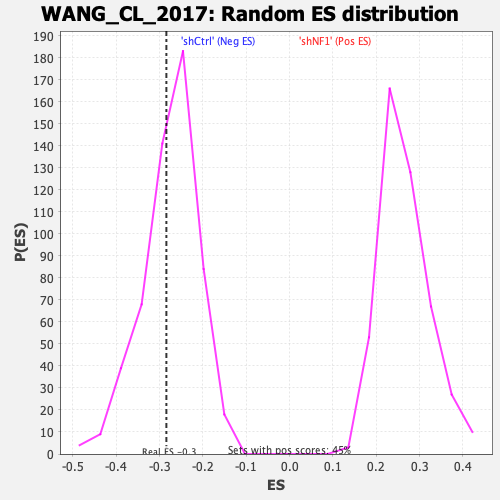 WANG_CL_2017: Random ES distribution
'shCtrl' (Neg ES) 'shNF1' (Pos ES)
190
180
170
160
150
140
130
120
110
100
90
80
70
60
50
40
30
20
10
0
P(ES)
Real ES -0.3
Sets with pos scores: 45%
-0.5 -0.4 -0.3 -0.2 -0.1 0.0 0.1 0.2 0.3 0.4
ES